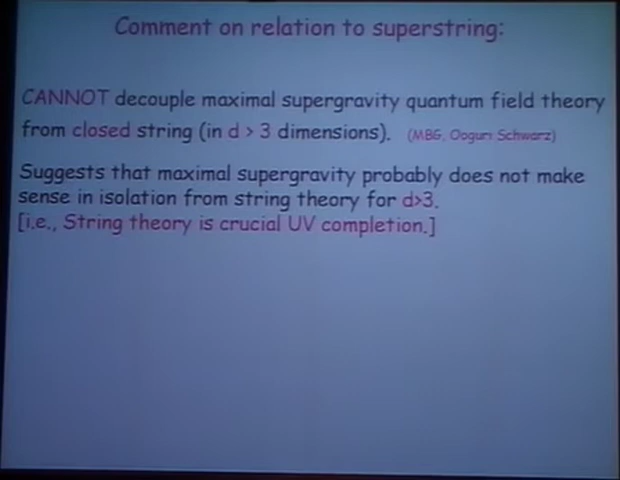 Comment on relation to superstring:
CANNOT decouple maximal supergravity quantum field theory
from closed string (in d > 3 dimensions). (MBG, Ooguri Schwarz)
Suggests that maximal supergravity probably does not make
sense in isolation from string theory for d>3.
[i.e., String theory is crucial UV completion.]